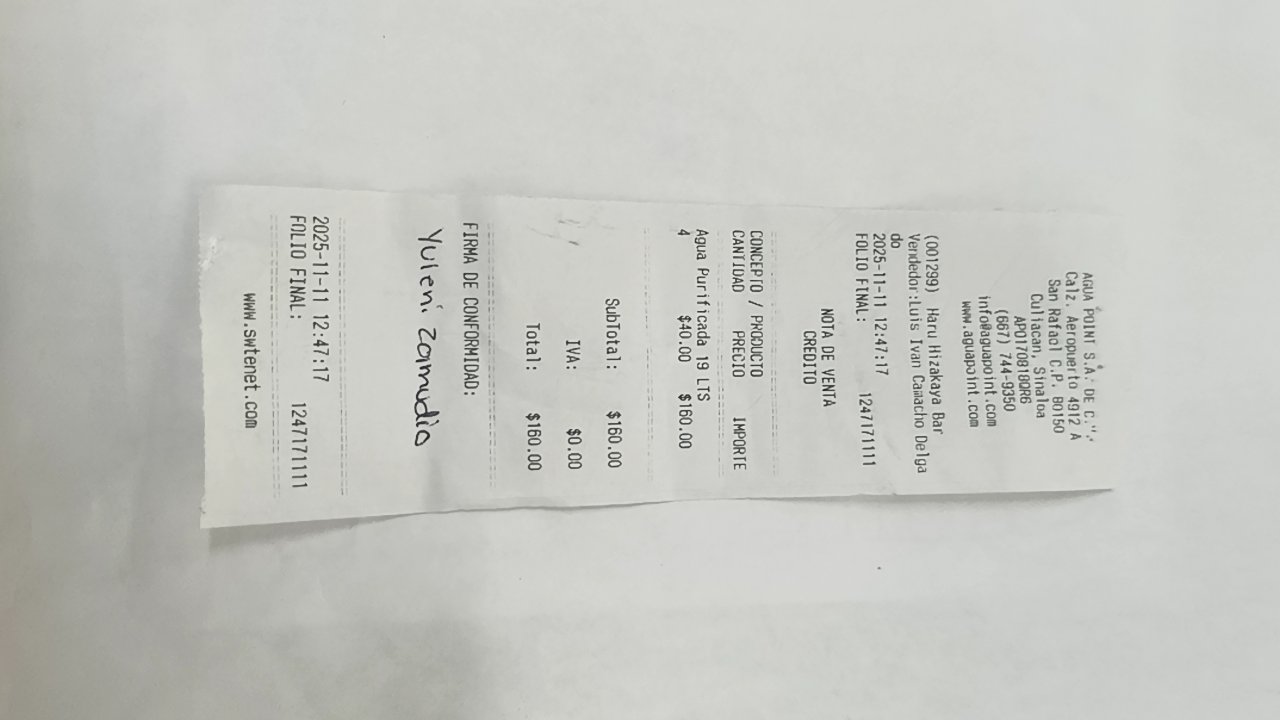 AGUA POINT S.A. DE C.V.
Calz. Aeropuerto 4912 A
San Rafael C.P. 80150
Culiacan, Sinaloa
APO170818QR6
(667) 744-9350
info@aguapoint.com
www.aguapoint.com
(001299) Haru Hizakaya Bar
Vendedor:Luis Ivan Camacho Delga
do
2025-11-11 12:47:17
FOLIO FINAL: 1247171111
NOTA DE VENTA
CREDITO
CONCEPTO / PRODUCTO
CANTIDAD PRECIO IMPORTE
Agua Purificada 19 LTS
4 $40.00 $160.00
SubTotal: $160.00
IVA: $0.00
Total: $160.00
FIRMA DE CONFORMIDAD:
Yuleni Zamudio
2025-11-11 12:47:17
FOLIO FINAL: 1247171111
www.swtenet.com